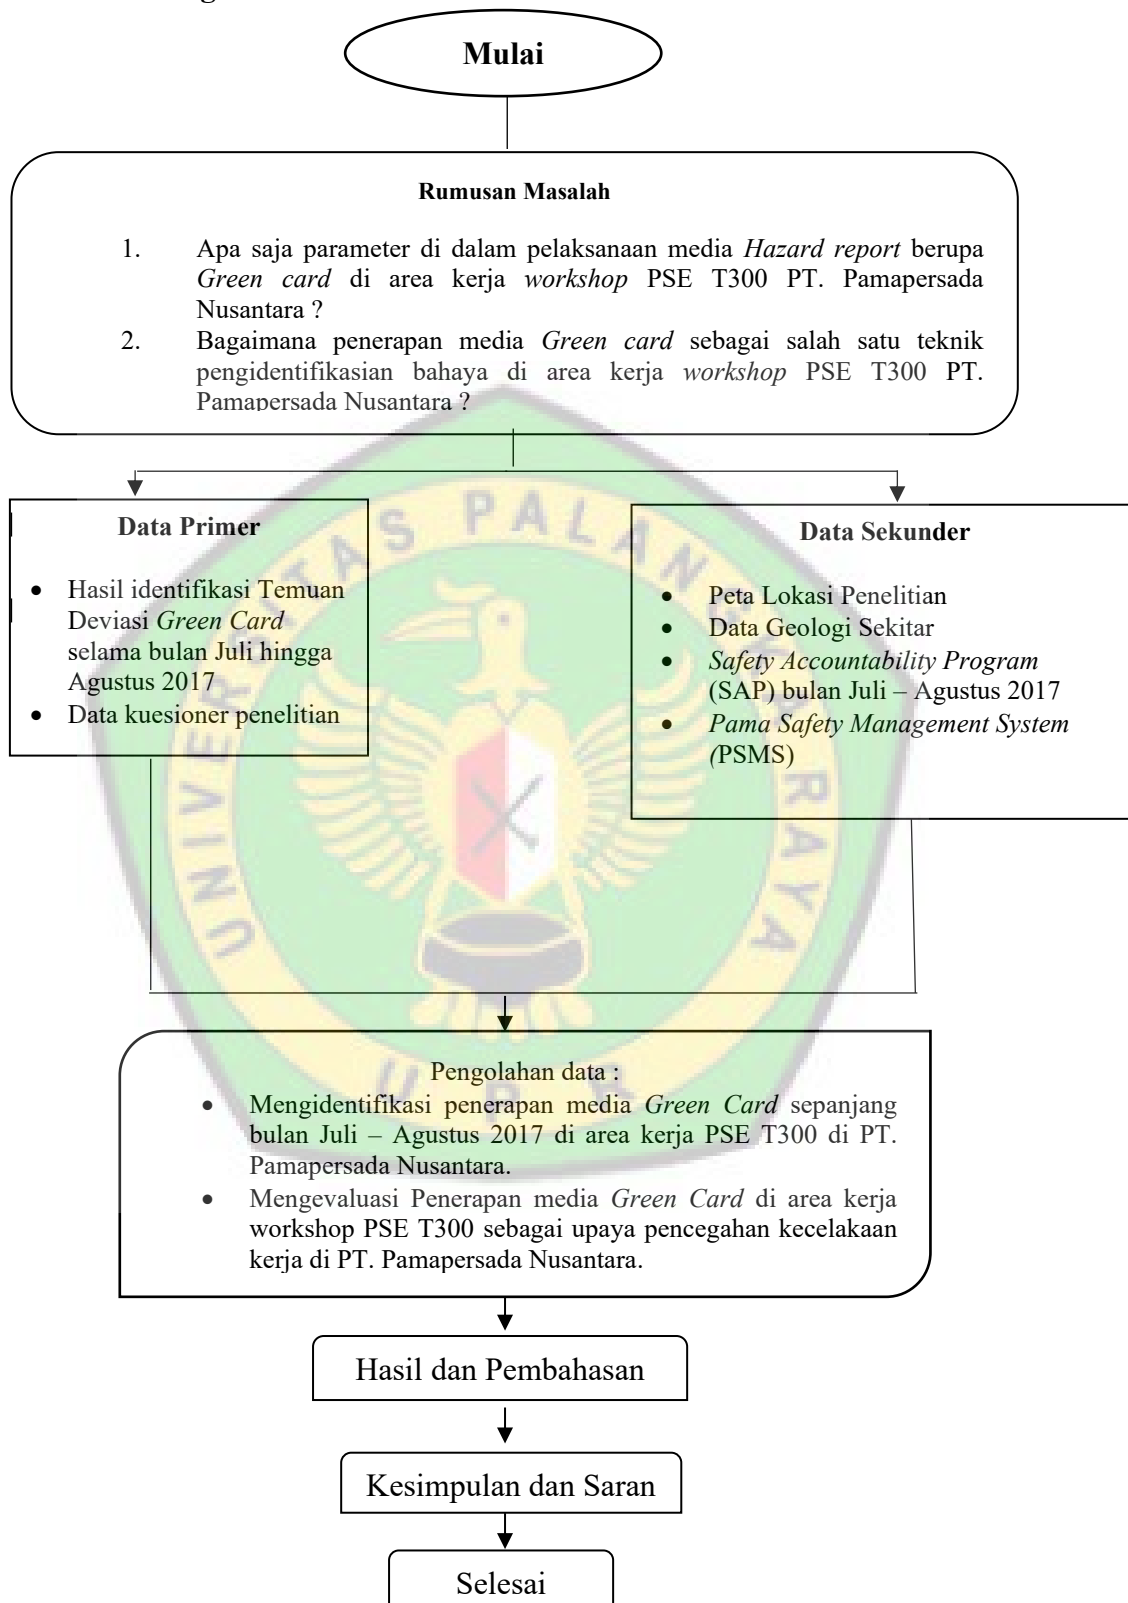 Mulai
Rumusan Masalah
1. Apa saja parameter di dalam pelaksanaan media Hazard report berupa
Green card di area kerja workshop PSE T300 PT. Pamapersada
Nusantara ?
2. Bagaimana penerapan media Green card sebagai salah satu teknik
pengidentifikasian bahaya di area kerja workshop PSE T300 PT.
Pamapersada Nusantara ?
Data Primer
• Hasil identifikasi Temuan
Deviasi Green Card
selama bulan Juli hingga
Agustus 2017
• Data kuesioner penelitian
Data Sekunder
• Peta Lokasi Penelitian
• Data Geologi Sekitar
• Safety Accountability Program
(SAP) bulan Juli – Agustus 2017
• Pama Safety Management System
(PSMS)
UNIVERSITAS PALANGKA RAYA
UPR
Pengolahan data :
• Mengidentifikasi penerapan media Green Card sepanjang
bulan Juli – Agustus 2017 di area kerja PSE T300 di PT.
Pamapersada Nusantara.
• Mengevaluasi Penerapan media Green Card di area kerja
workshop PSE T300 sebagai upaya pencegahan kecelakaan
kerja di PT. Pamapersada Nusantara.
Hasil dan Pembahasan
Kesimpulan dan Saran
Selesai